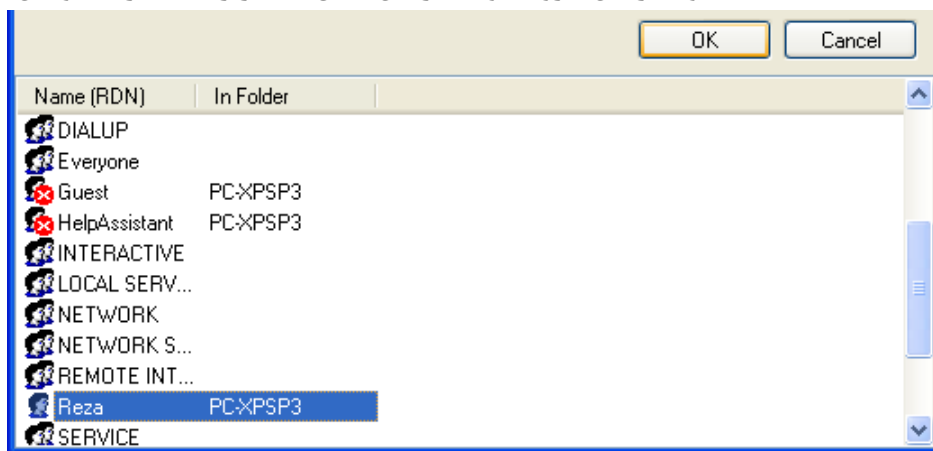 OK Cancel
Name (RDN) In Folder
DIALUP
Everyone
Guest PC-XPSP3
HelpAssistant PC-XPSP3
INTERACTIVE
LOCAL SERV...
NETWORK
NETWORK S...
REMOTE INT...
Reza PC-XPSP3
SERVICE